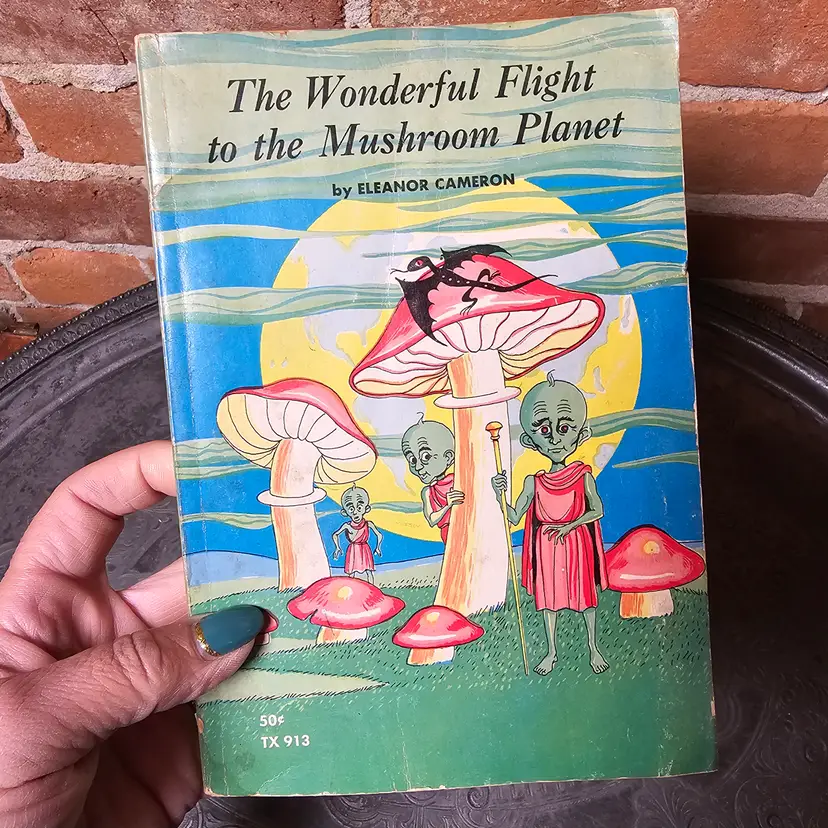 The Wonderful Flight
to the Mushroom Planet
by ELEANOR CAMERON
50¢
TX 913